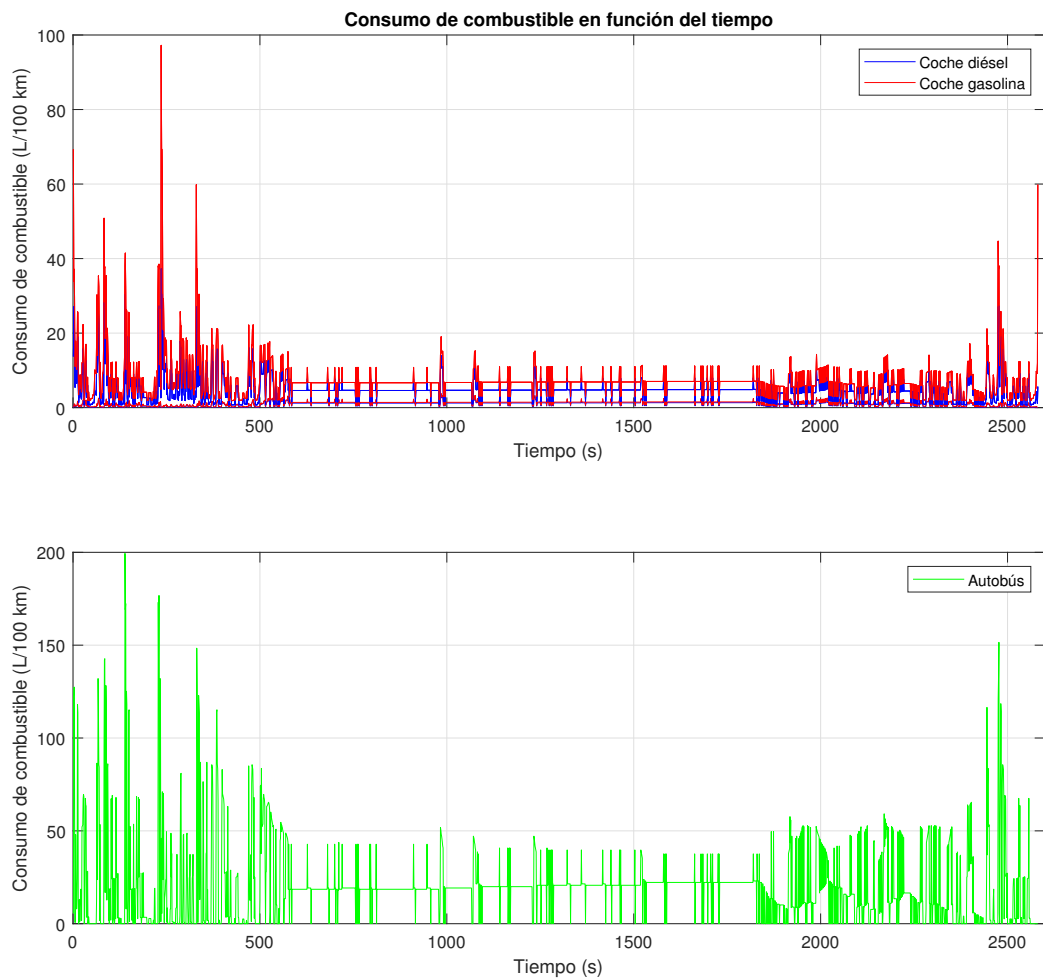 Consumo de combustible en función del tiempo
100
80
60
40
20
0
Consumo de combustible (L/100 km)
Coche diésel
Coche gasolina
0 500 1000 1500 2000 2500
Tiempo (s)
200
150
100
50
0
Consumo de combustible (L/100 km)
Autobús
0 500 1000 1500 2000 2500
Tiempo (s)